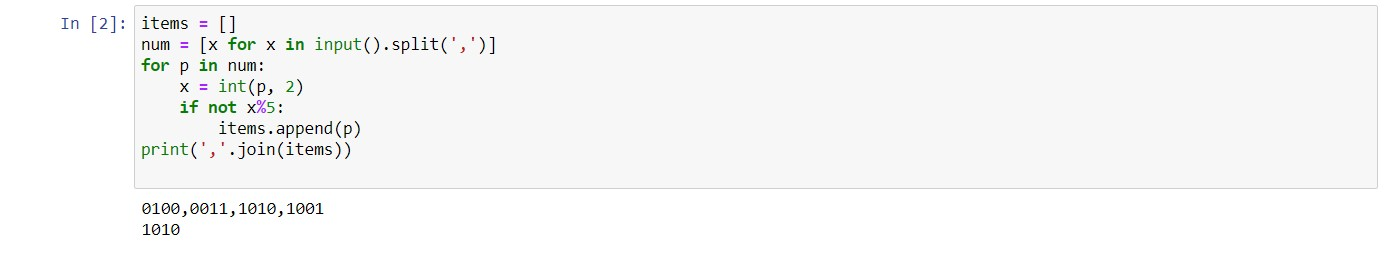 In [2]: items = []
num = [x for x in input().split(',')]
for p in num:
    x = int(p, 2)
    if not x%5:
        items.append(p)
print(','.join(items))
0100,0011,1010,1001
1010